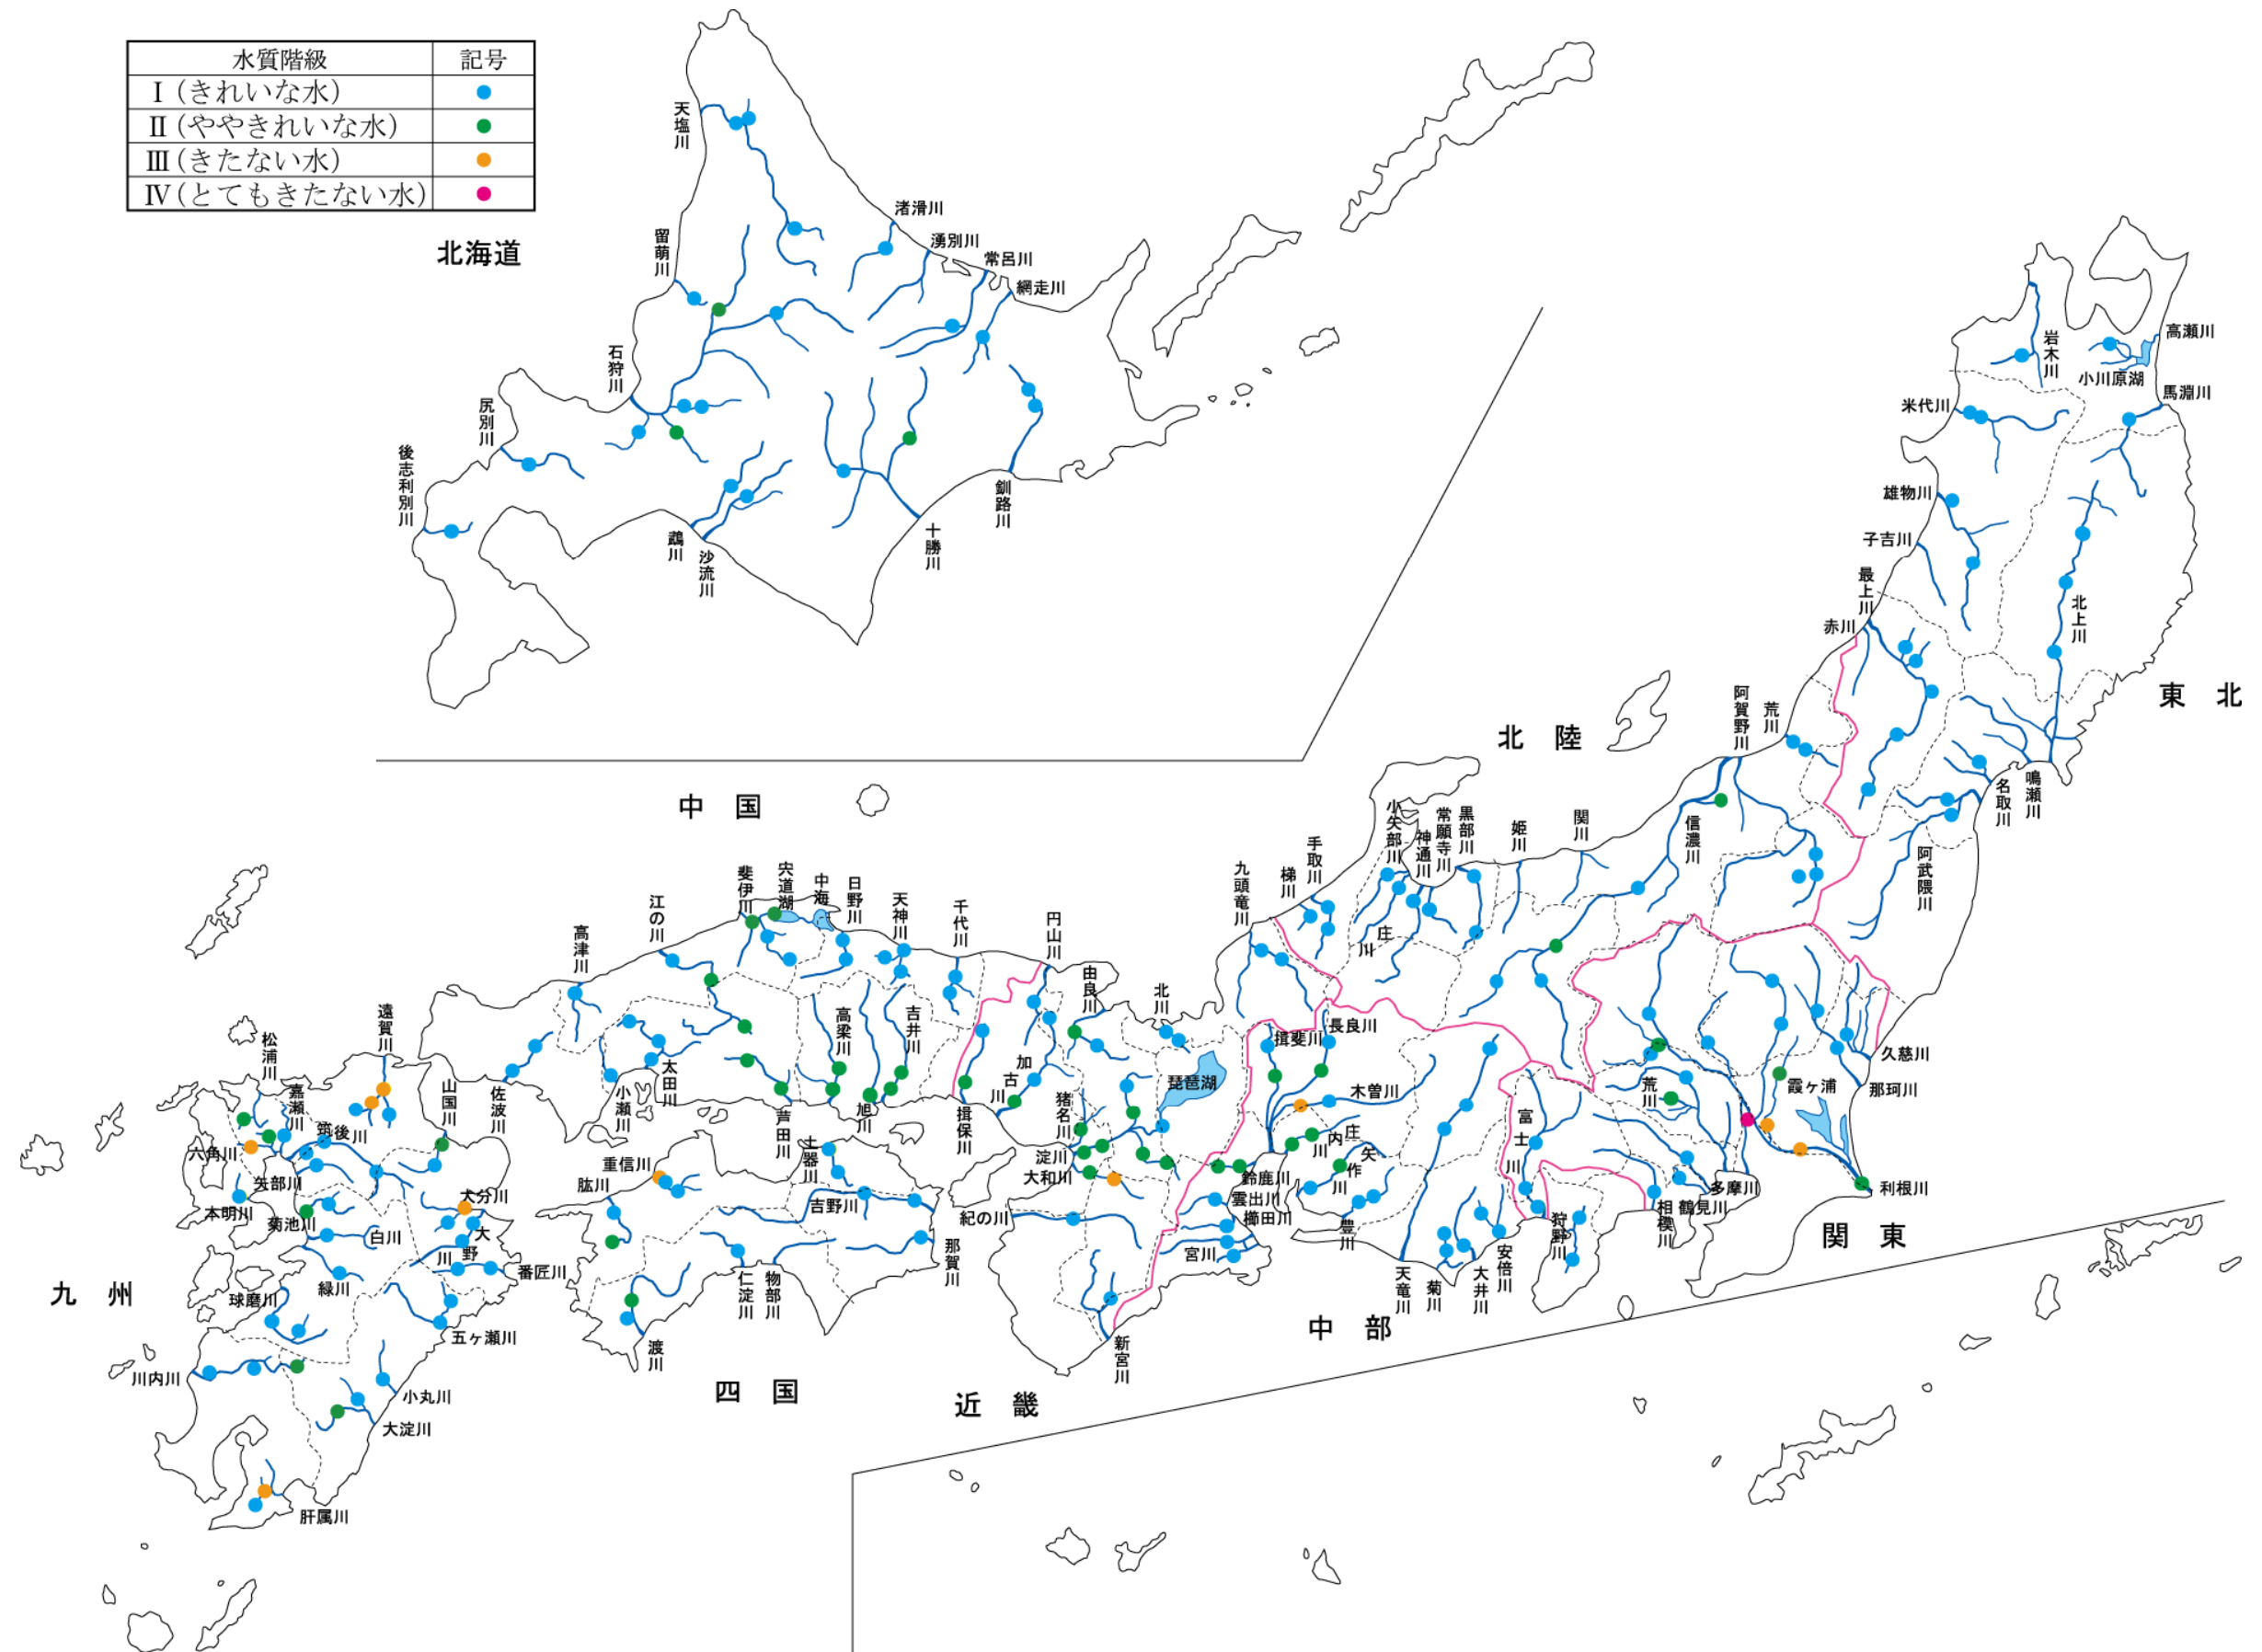 水質階級 記号
Ⅰ(きれいな水)
Ⅱ(ややきれいな水)
Ⅲ(きたない水)
Ⅳ(とてもきたない水)
北海道
天塩川
渚滑川
湧別川
常呂川
網走川
留萌川
石狩川
尻別川
後志利別川
鵡川
沙流川
十勝川
釧路川
東 北
岩木川
高瀬川
小川原湖
馬淵川
米代川
雄物川
子吉川
最上川
赤川
北上川
鳴瀬川
名取川
阿武隈川
北 陸
荒川
阿賀野川
信濃川
関川
姫川
黒部川
常願寺川
神通川
小矢部川
庄川
手取川
梯川
関 東
久慈川
那珂川
霞ヶ浦
利根川
荒川
多摩川
鶴見川
相模川
中 部
富士川
狩野川
安倍川
大井川
菊川
天竜川
豊川
矢作川
庄内川
木曽川
長良川
揖斐川
鈴鹿川
雲出川
櫛田川
宮川
近 畿
九頭竜川
北川
由良川
円山川
琵琶湖
加古川
揖保川
猪名川
淀川
大和川
紀の川
新宮川
中 国
千代川
天神川
日野川
中海
宍道湖
斐伊川
江の川
高津川
吉井川
旭川
高梁川
芦田川
太田川
小瀬川
佐波川
四 国
土器川
重信川
肱川
吉野川
那賀川
物部川
仁淀川
渡川
九 州
遠賀川
山国川
松浦川
嘉瀬川
筑後川
六角川
矢部川
本明川
菊池川
白川
緑川
球磨川
大分川
大野川
番匠川
五ヶ瀬川
小丸川
大淀川
川内川
肝属川